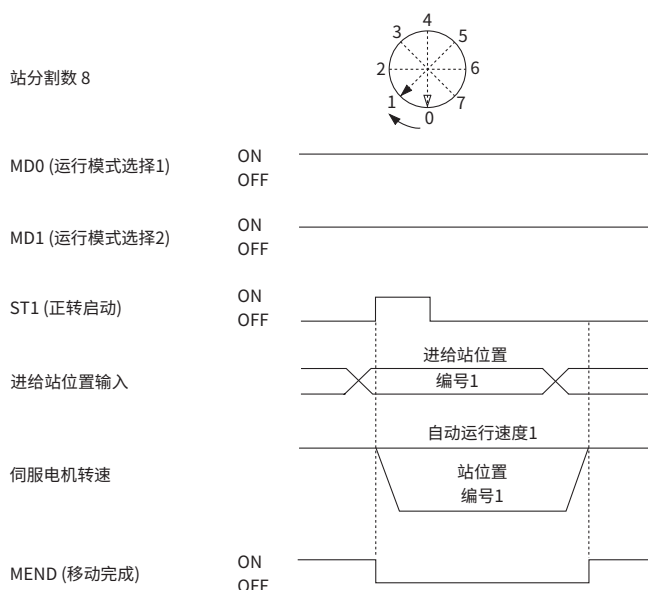 站分割数 8
4
3
5
2
6
1
7
0
MD0 (运行模式选择1)
ON
OFF
MD1 (运行模式选择2)
ON
OFF
ST1 (正转启动)
ON
OFF
进给站位置输入
进给站位置
编号1
伺服电机转速
自动运行速度1
站位置
编号1
MEND (移动完成)
ON
OFF